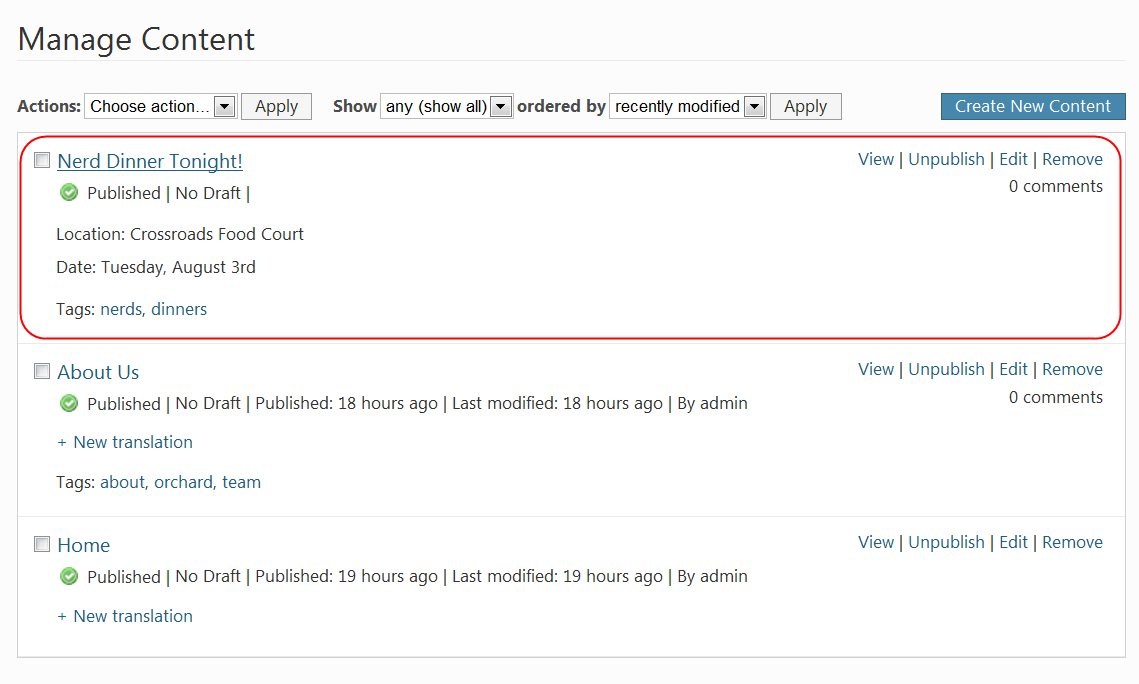 Manage Content
Actions: Choose action... Apply Show any (show all) ordered by recently modified Apply Create New Content
Nerd Dinner Tonight! View | Unpublish | Edit | Remove
Published | No Draft | 0 comments
Location: Crossroads Food Court
Date: Tuesday, August 3rd
Tags: nerds, dinners
About Us View | Unpublish | Edit | Remove
Published | No Draft | Published: 18 hours ago | Last modified: 18 hours ago | By admin 0 comments
+ New translation
Tags: about, orchard, team
Home View | Unpublish | Edit | Remove
Published | No Draft | Published: 19 hours ago | Last modified: 19 hours ago | By admin
+ New translation